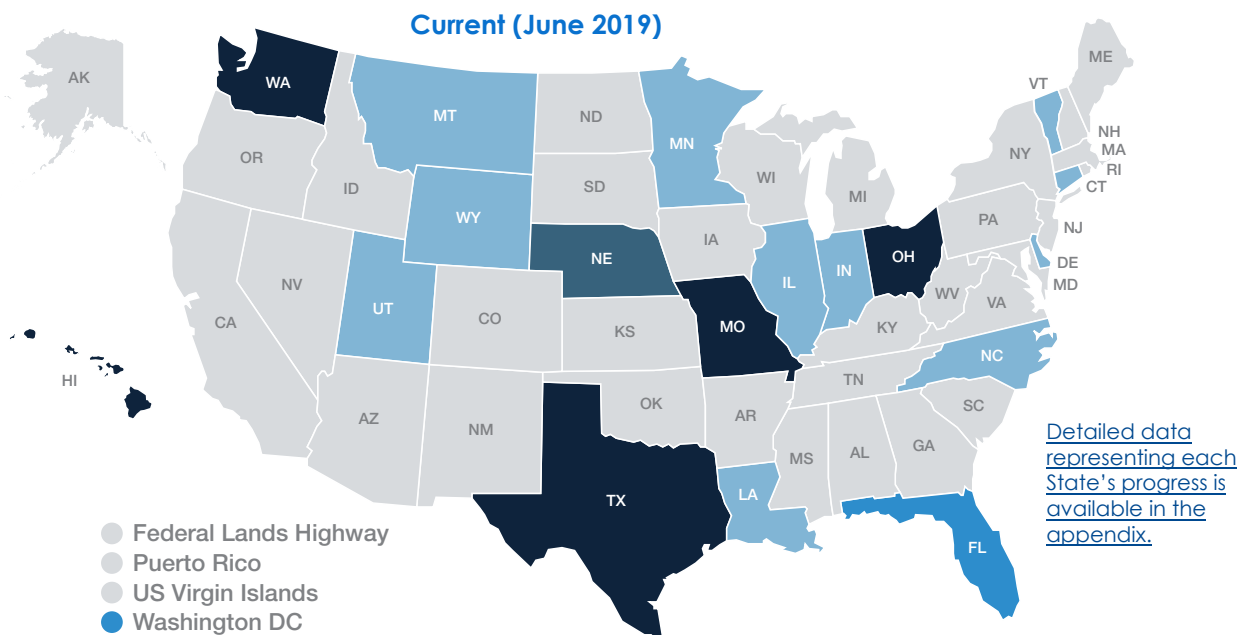 Current (June 2019)
AK
WA
MT
ND
MN
ME
VT
NH
MA
RI
CT
NY
OR
ID
SD
WI
MI
WY
IA
PA
NJ
NE
OH
DE
MD
NV
UT
CO
IL
IN
WV
VA
CA
KS
MO
KY
HI
NC
TN
AZ
NM
OK
AR
SC
MS
AL
GA
TX
LA
FL
Detailed data
representing each
State's progress is
available in the
appendix.
Federal Lands Highway
Puerto Rico
US Virgin Islands
Washington DC